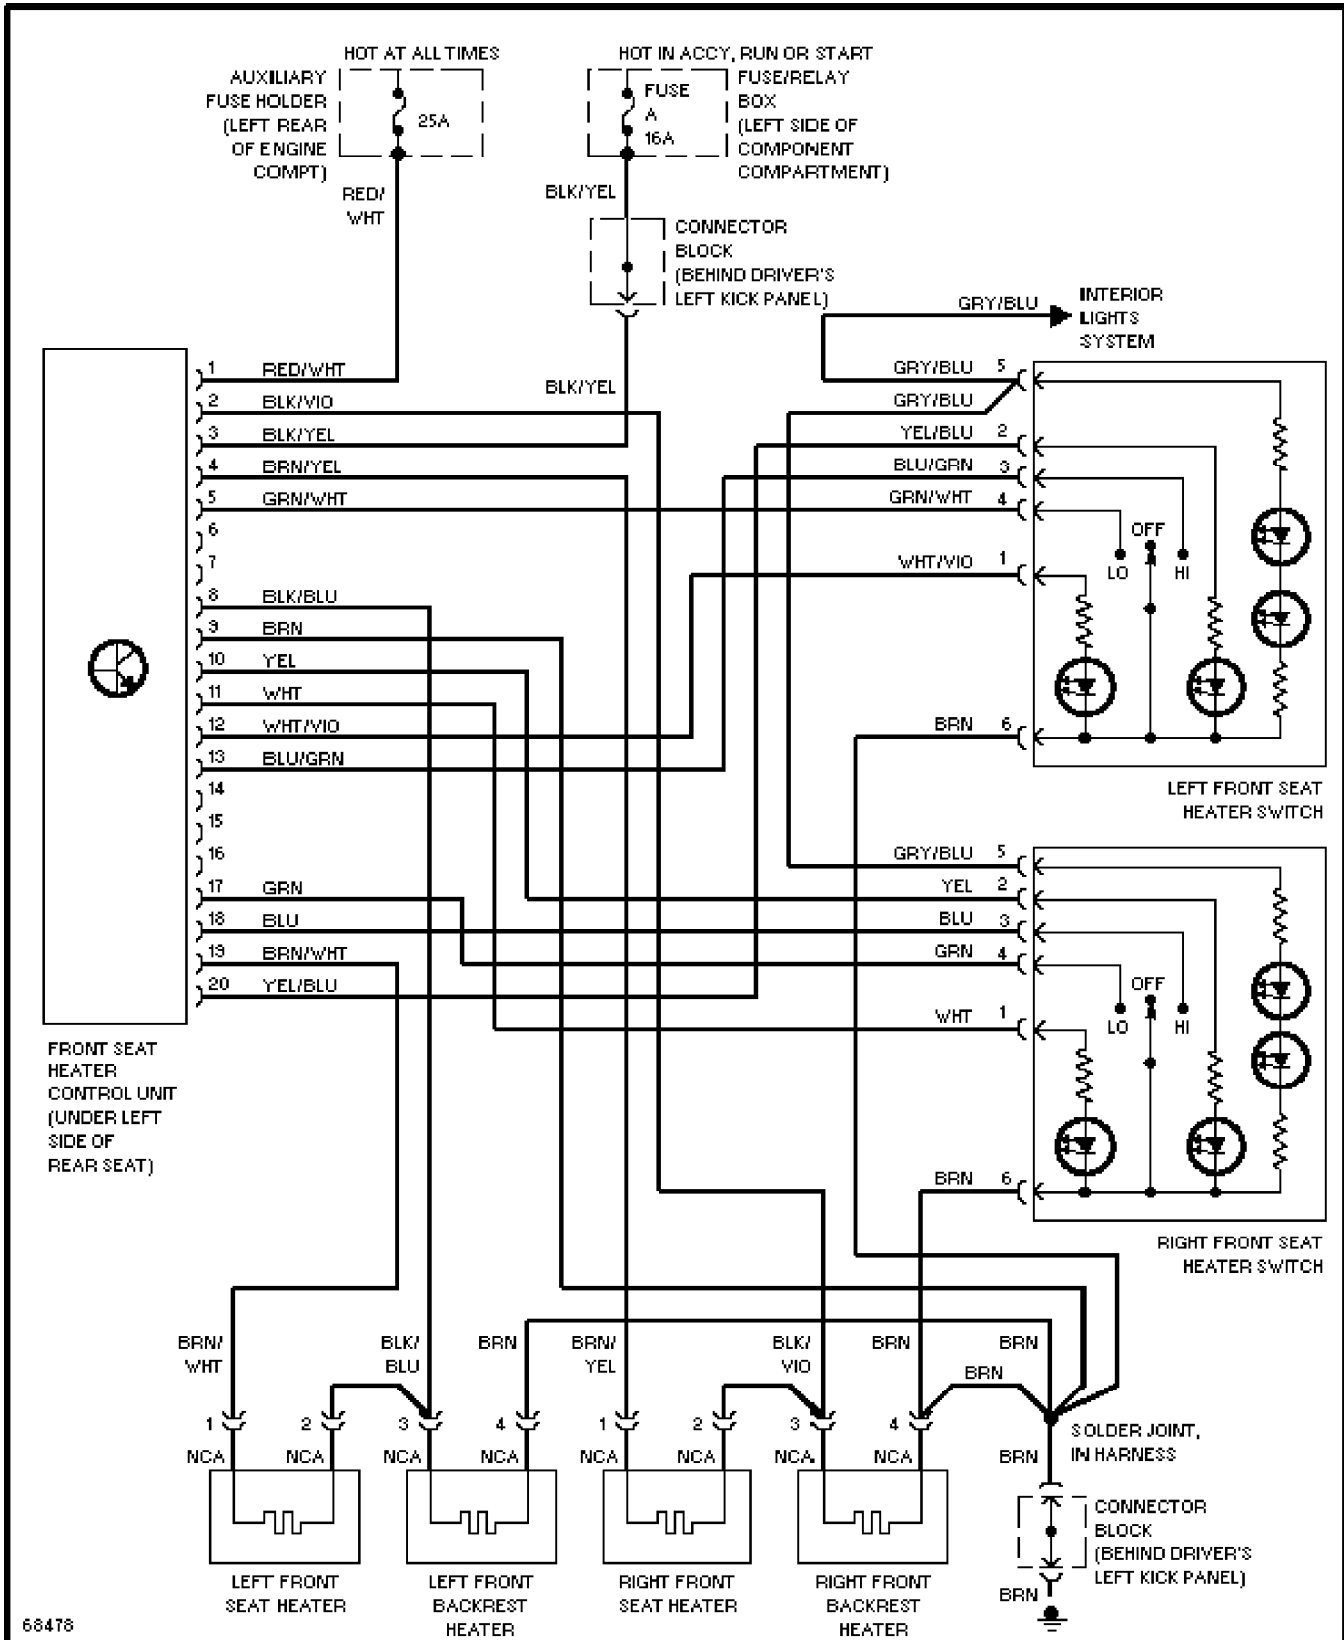 HOT AT ALL TIMES
AUXILIARY
FUSE HOLDER
(LEFT REAR
OF ENGINE
COMPT)
25A
RED/
WHT
HOT IN ACCY, RUN OR START
FUSE
A
16A
FUSE/RELAY
BOX
(LEFT SIDE OF
COMPONENT
COMPARTMENT)
BLK/YEL
CONNECTOR
BLOCK
(BEHIND DRIVER'S
LEFT KICK PANEL)
BLK/YEL
GRY/BLU
INTERIOR
LIGHTS
SYSTEM
1 RED/WHT
2 BLK/VIO
3 BLK/YEL
4 BRN/YEL
5 GRN/WHT
6
7
8 BLK/BLU
9 BRN
10 YEL
11 WHT
12 WHT/VIO
13 BLU/GRN
14
15
16
17 GRN
18 BLU
19 BRN/WHT
20 YEL/BLU
FRONT SEAT
HEATER
CONTROL UNIT
(UNDER LEFT
SIDE OF
REAR SEAT)
GRY/BLU 5
GRY/BLU
YEL/BLU 2
BLU/GRN 3
GRN/WHT 4
WHT/VIO 1
BRN 6
OFF
LO
HI
LEFT FRONT SEAT
HEATER SWITCH
GRY/BLU 5
YEL 2
BLU 3
GRN 4
WHT 1
BRN 6
OFF
LO
HI
RIGHT FRONT SEAT
HEATER SWITCH
BRN/
WHT
BLK/
BLU
BRN
BRN/
YEL
BLK/
VIO
BRN
BRN
BRN
1 2 3 4 1 2 3 4
NCA NCA NCA NCA NCA NCA NCA NCA
SOLDER JOINT,
IN HARNESS
BRN
CONNECTOR
BLOCK
(BEHIND DRIVER'S
LEFT KICK PANEL)
BRN
LEFT FRONT
SEAT HEATER
LEFT FRONT
BACKREST
HEATER
RIGHT FRONT
SEAT HEATER
RIGHT FRONT
BACKREST
HEATER
68478